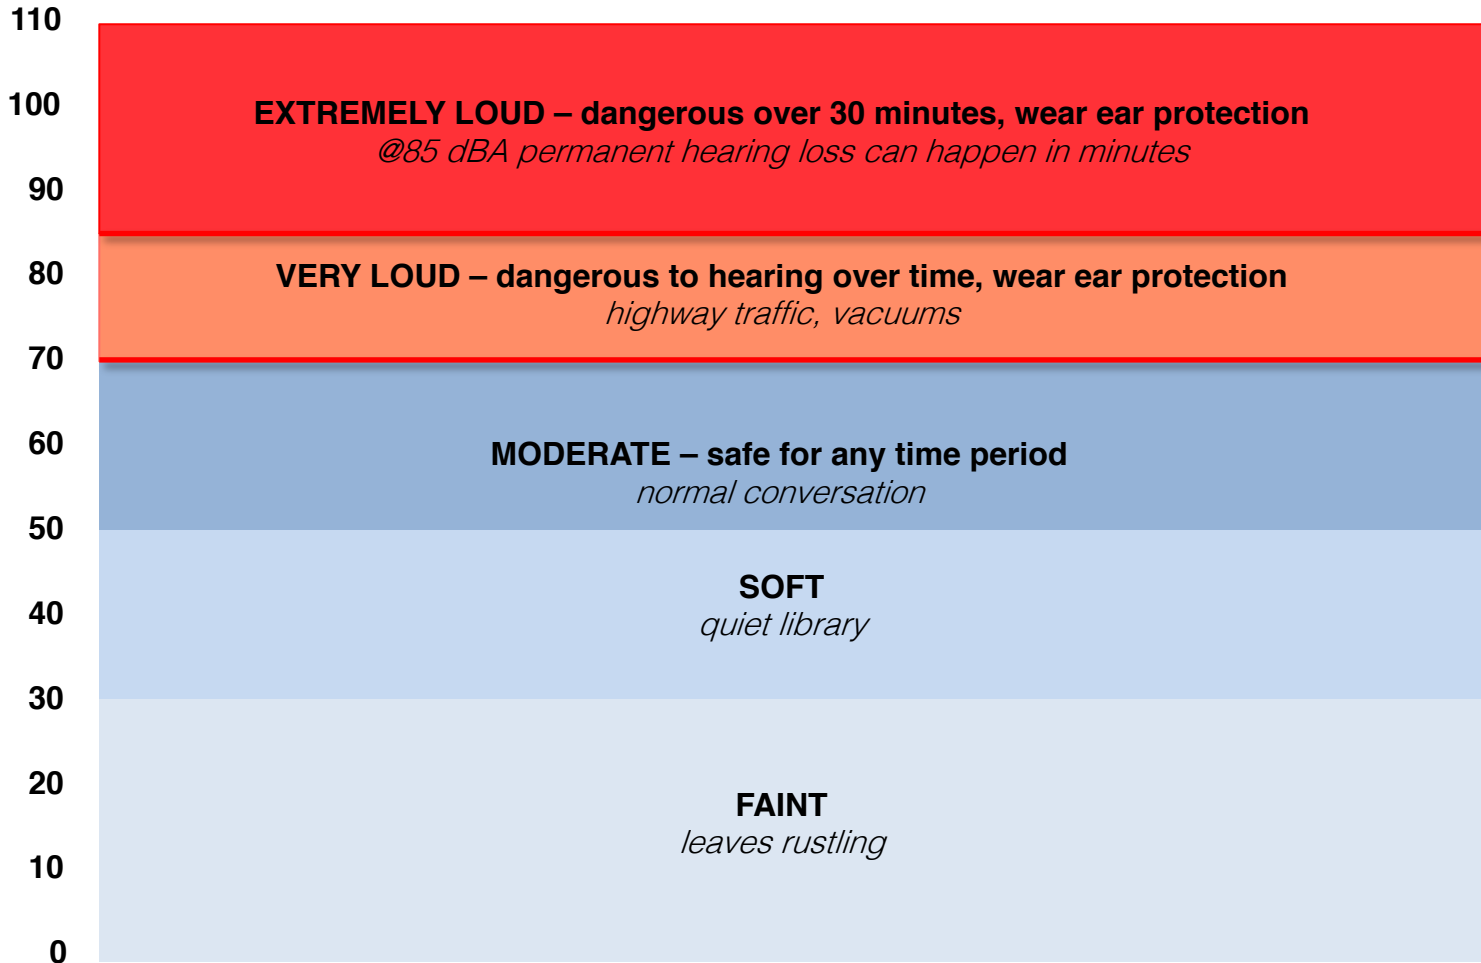 110
100
EXTREMELY LOUD – dangerous over 30 minutes, wear ear protection
@85 dBA permanent hearing loss can happen in minutes
90
80
VERY LOUD – dangerous to hearing over time, wear ear protection
highway traffic, vacuums
70
60
MODERATE – safe for any time period
normal conversation
50
SOFT
40
quiet library
30
20
FAINT
leaves rustling
10
0